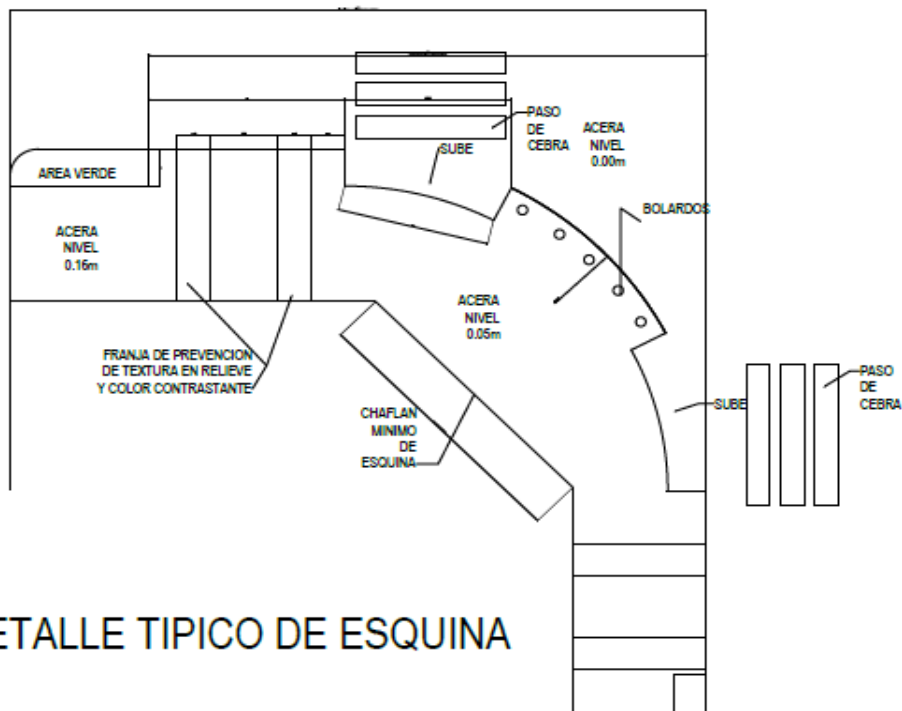 PASO
DE
CEBRA
ACERA
NIVEL
0.00m
SUBE
AREA VERDE
BOLARDOS
ACERA
NIVEL
0.16m
ACERA
NIVEL
0.05m
FRANJA DE PREVENCION
DE TEXTURA EN RELIEVE
Y COLOR CONTRASTANTE
CHAFLAN
MINIMO
DE
ESQUINA
SUBE
PASO
DE
CEBRA
ETALLE TIPICO DE ESQUINA